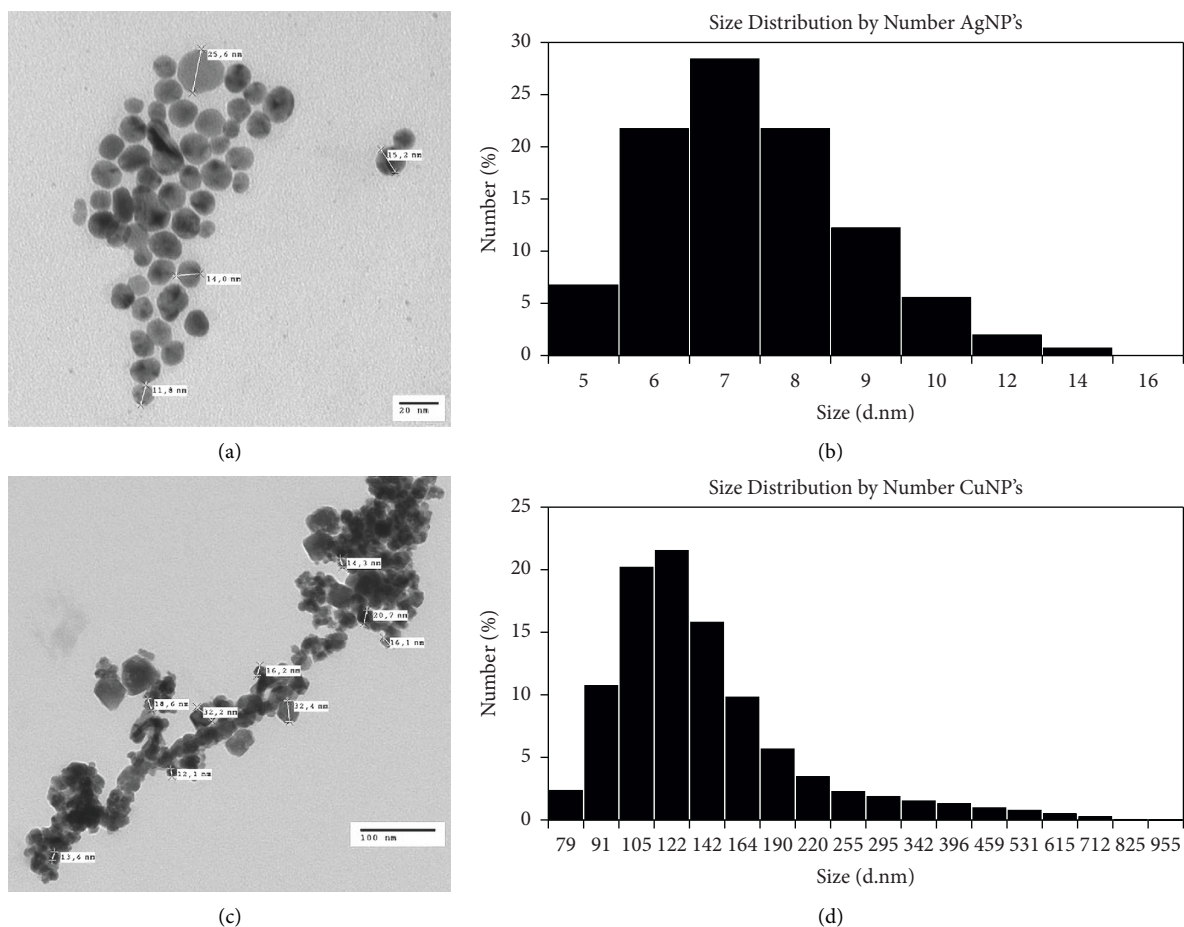 25,6 nm
15,2 nm
14,0 nm
11,8 nm
20 nm
(a)
Size Distribution by Number AgNP's
Number (%)
30
25
20
15
10
5
0
5 6 7 8 9 10 12 14 16
Size (d.nm)
(b)
14,3 nm
20,7 nm
16,1 nm
16,2 nm
18,6 nm
32,2 nm
32,4 nm
12,1 nm
13,6 nm
100 nm
(c)
Size Distribution by Number CuNP's
Number (%)
25
20
15
10
5
0
79 91 105 122 142 164 190 220 255 295 342 396 459 531 615 712 825 955
Size (d.nm)
(d)